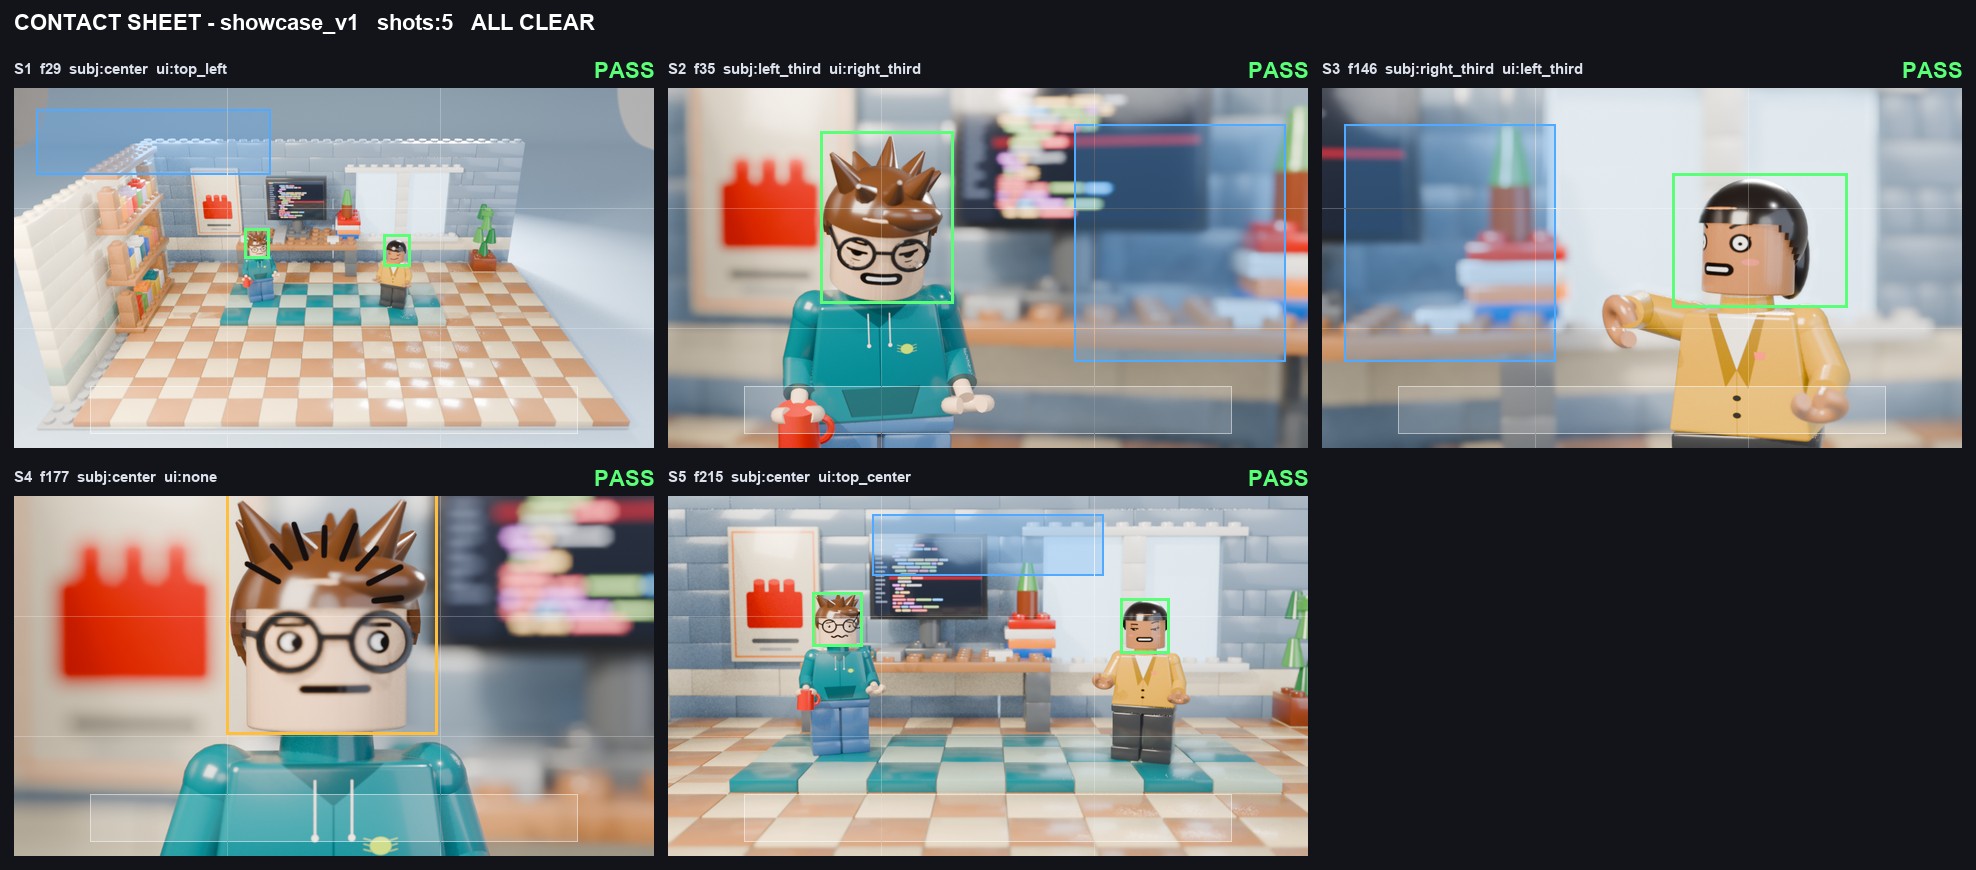 CONTACT SHEET - showcase_v1 shots:5 ALL CLEAR
S1 f29 subj:center ui:top_left PASS
S2 f35 subj:left_third ui:right_third PASS
S3 f146 subj:right_third ui:left_third PASS
S4 f177 subj:center ui:none PASS
S5 f215 subj:center ui:top_center PASS